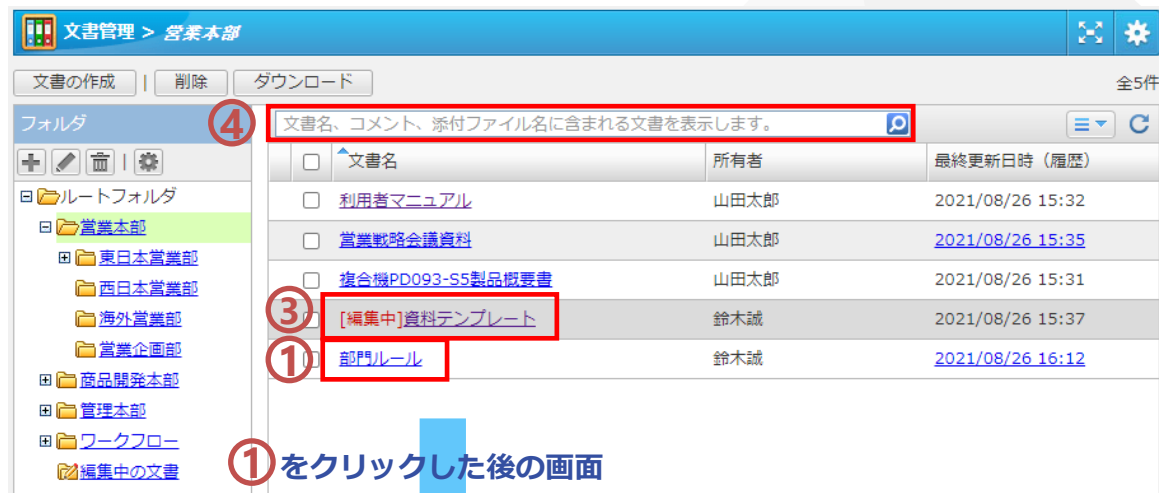 文書管理 > 営業本部
文書の作成 | 削除 ダウンロード
全5件
フォルダ
④ 文書名、コメント、添付ファイル名に含まれる文書を表示します。
文書名 所有者 最終更新日時（履歴）
ルートフォルダ
営業本部
東日本営業部
西日本営業部
海外営業部
営業企画部
商品開発本部
管理本部
ワークフロー
編集中の文書
利用者マニュアル 山田太郎 2021/08/26 15:32
営業戦略会議資料 山田太郎 2021/08/26 15:35
複合機PD093-S5製品概要書 山田太郎 2021/08/26 15:31
③ [編集中]資料テンプレート 鈴木誠 2021/08/26 15:37
① 部門ルール 鈴木誠 2021/08/26 16:12
①をクリックした後の画面